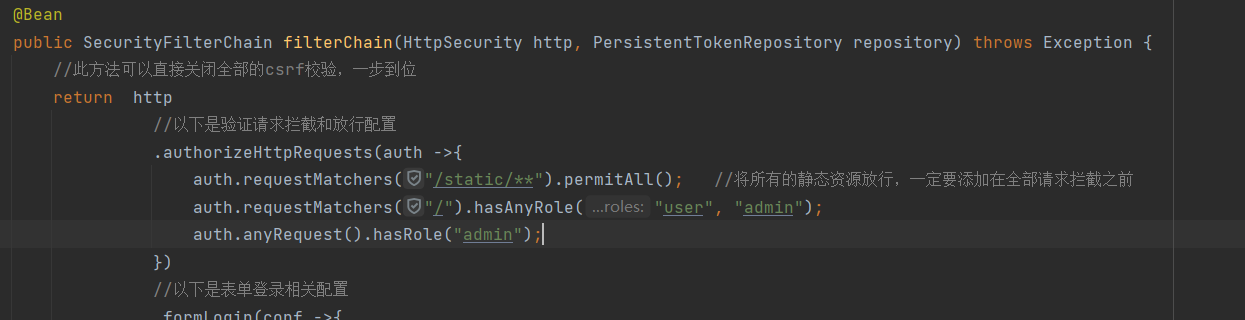 @Bean
public SecurityFilterChain filterChain(HttpSecurity http, PersistentTokenRepository repository) throws Exception {
//此方法可以直接关闭全部的csrf校验，一步到位
return  http
//以下是验证请求拦截和放行配置
.authorizeHttpRequests(auth ->{
auth.requestMatchers("/static/**").permitAll();   //将所有的静态资源放行，一定要添加在全部请求拦截之前
auth.requestMatchers("/").hasAnyRole( ...roles: "user", "admin");
auth.anyRequest().hasRole("admin");
})
//以下是表单登录相关配置
.formLogin(conf ->{